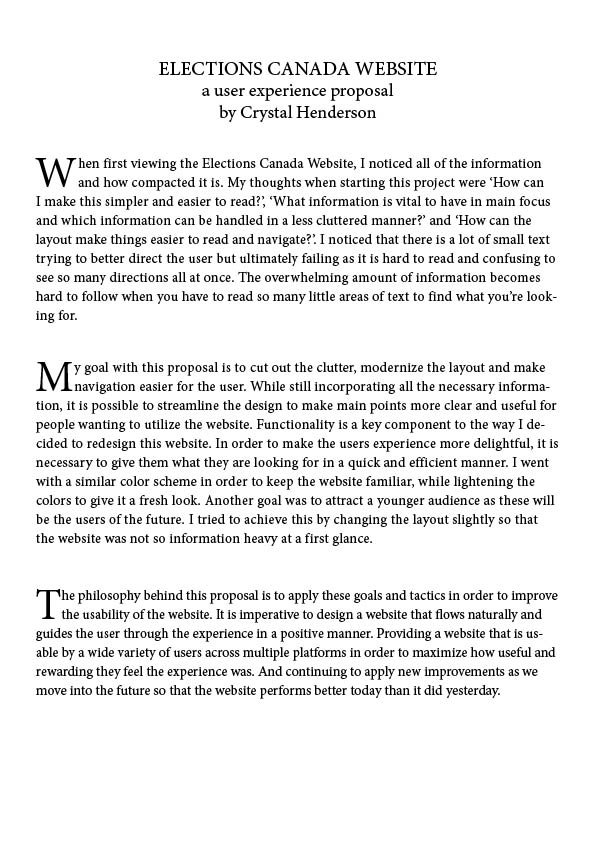 ELECTIONS CANADA WEBSITE
a user experience proposal
by Crystal Henderson
When first viewing the Elections Canada Website, I noticed all of the information
and how compacted it is. My thoughts when starting this project were ‘How can
I make this simpler and easier to read?’, ‘What information is vital to have in main focus
and which information can be handled in a less cluttered manner?’ and ‘How can the
layout make things easier to read and navigate?’. I noticed that there is a lot of small text
trying to better direct the user but ultimately failing as it is hard to read and confusing to
see so many directions all at once. The overwhelming amount of information becomes
hard to follow when you have to read so many little areas of text to find what you’re look-
ing for.
My goal with this proposal is to cut out the clutter, modernize the layout and make
navigation easier for the user. While still incorporating all the necessary informa-
tion, it is possible to streamline the design to make main points more clear and useful for
people wanting to utilize the website. Functionality is a key component to the way I de-
cided to redesign this website. In order to make the users experience more delightful, it is
necessary to give them what they are looking for in a quick and efficient manner. I went
with a similar color scheme in order to keep the website familiar, while lightening the
colors to give it a fresh look. Another goal was to attract a younger audience as these will
be the users of the future. I tried to achieve this by changing the layout slightly so that
the website was not so information heavy at a first glance.
The philosophy behind this proposal is to apply these goals and tactics in order to improve
the usability of the website. It is imperative to design a website that flows naturally and
guides the user through the experience in a positive manner. Providing a website that is us-
able by a wide variety of users across multiple platforms in order to maximize how useful and
rewarding they feel the experience was. And continuing to apply new improvements as we
move into the future so that the website performs better today than it did yesterday.